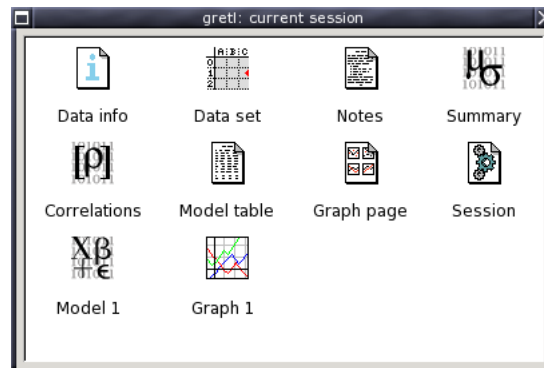 gretl: current session
Data info
Data set
Notes
Summary
Correlations
Model table
Graph page
Session
Model 1
Graph 1